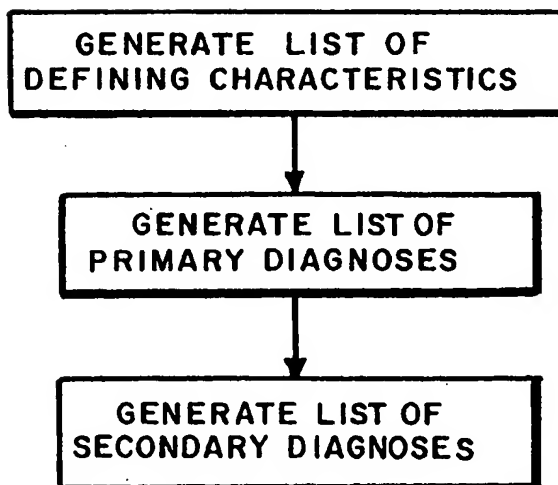 GENERATE LIST OF
DEFINING CHARACTERISTICS
GENERATE LIST OF
PRIMARY DIAGNOSES
GENERATE LIST OF
SECONDARY DIAGNOSES